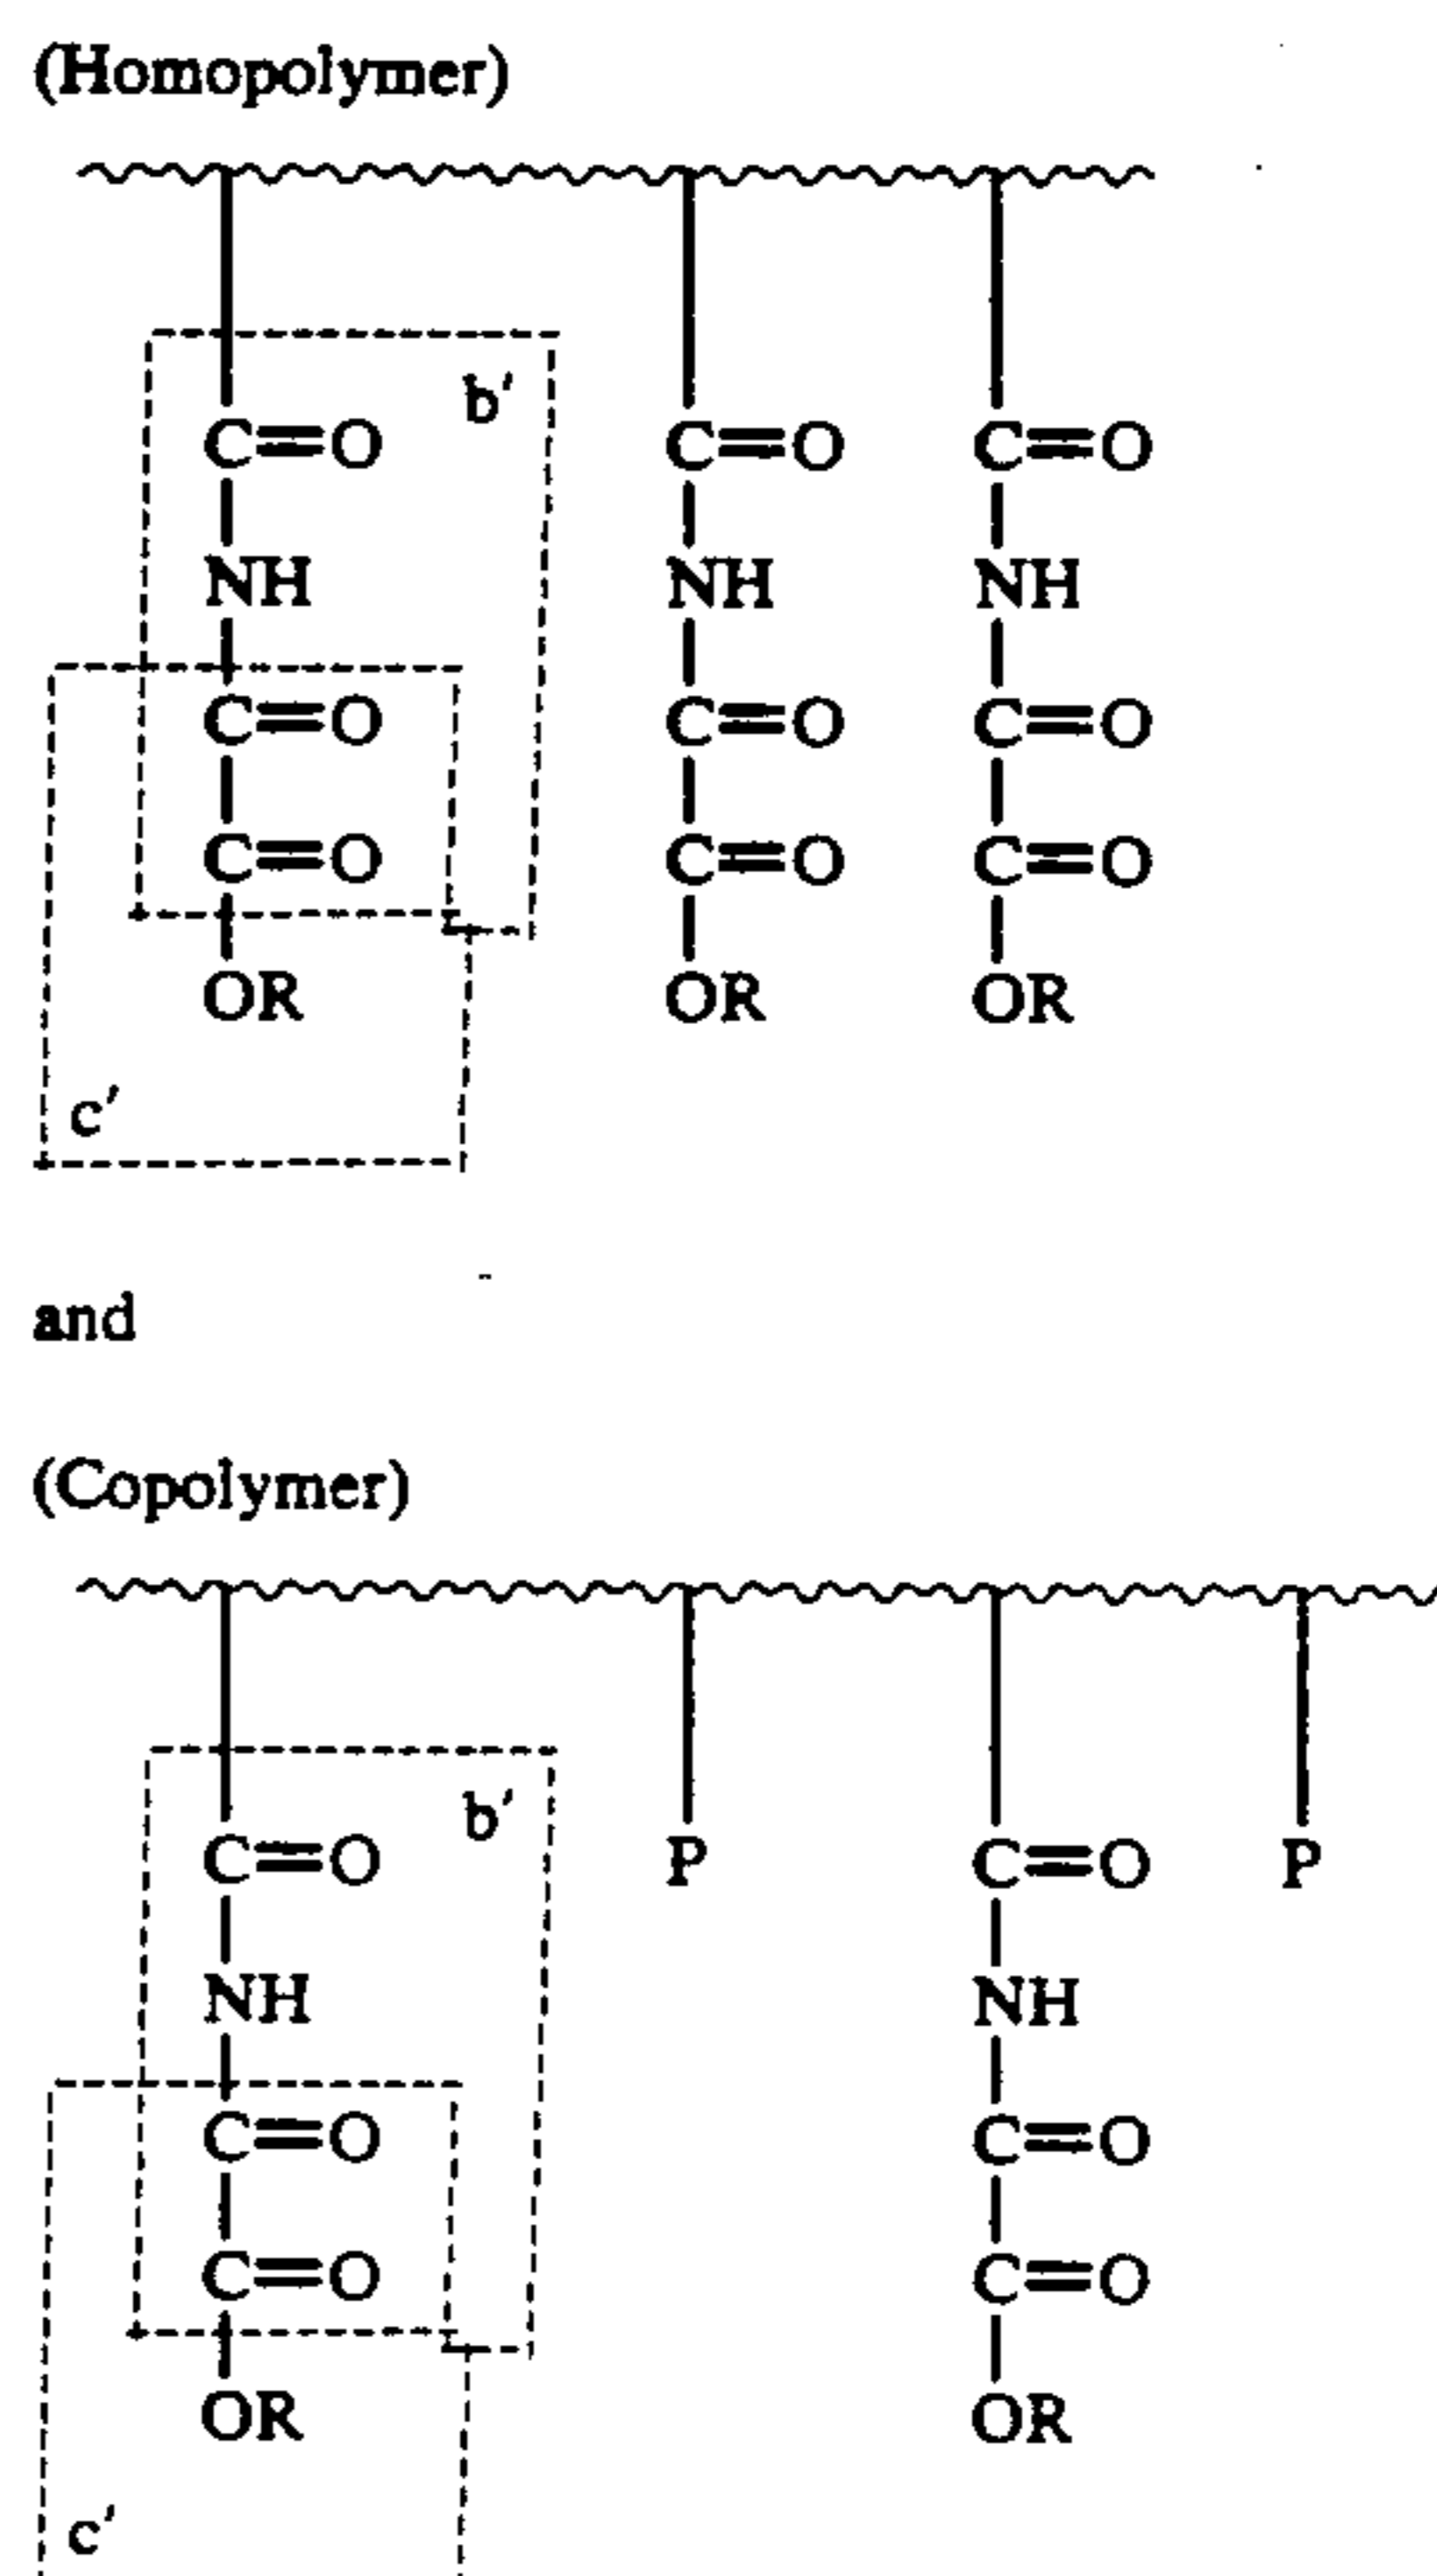 (Homopolymer)
b'
C=O C=O C=O
NH NH NH
C=O C=O C=O
C=O C=O C=O
OR OR OR
c'
and
(Copolymer)
b'
C=O P C=O P
NH NH
C=O C=O
C=O C=O
OR OR
c'